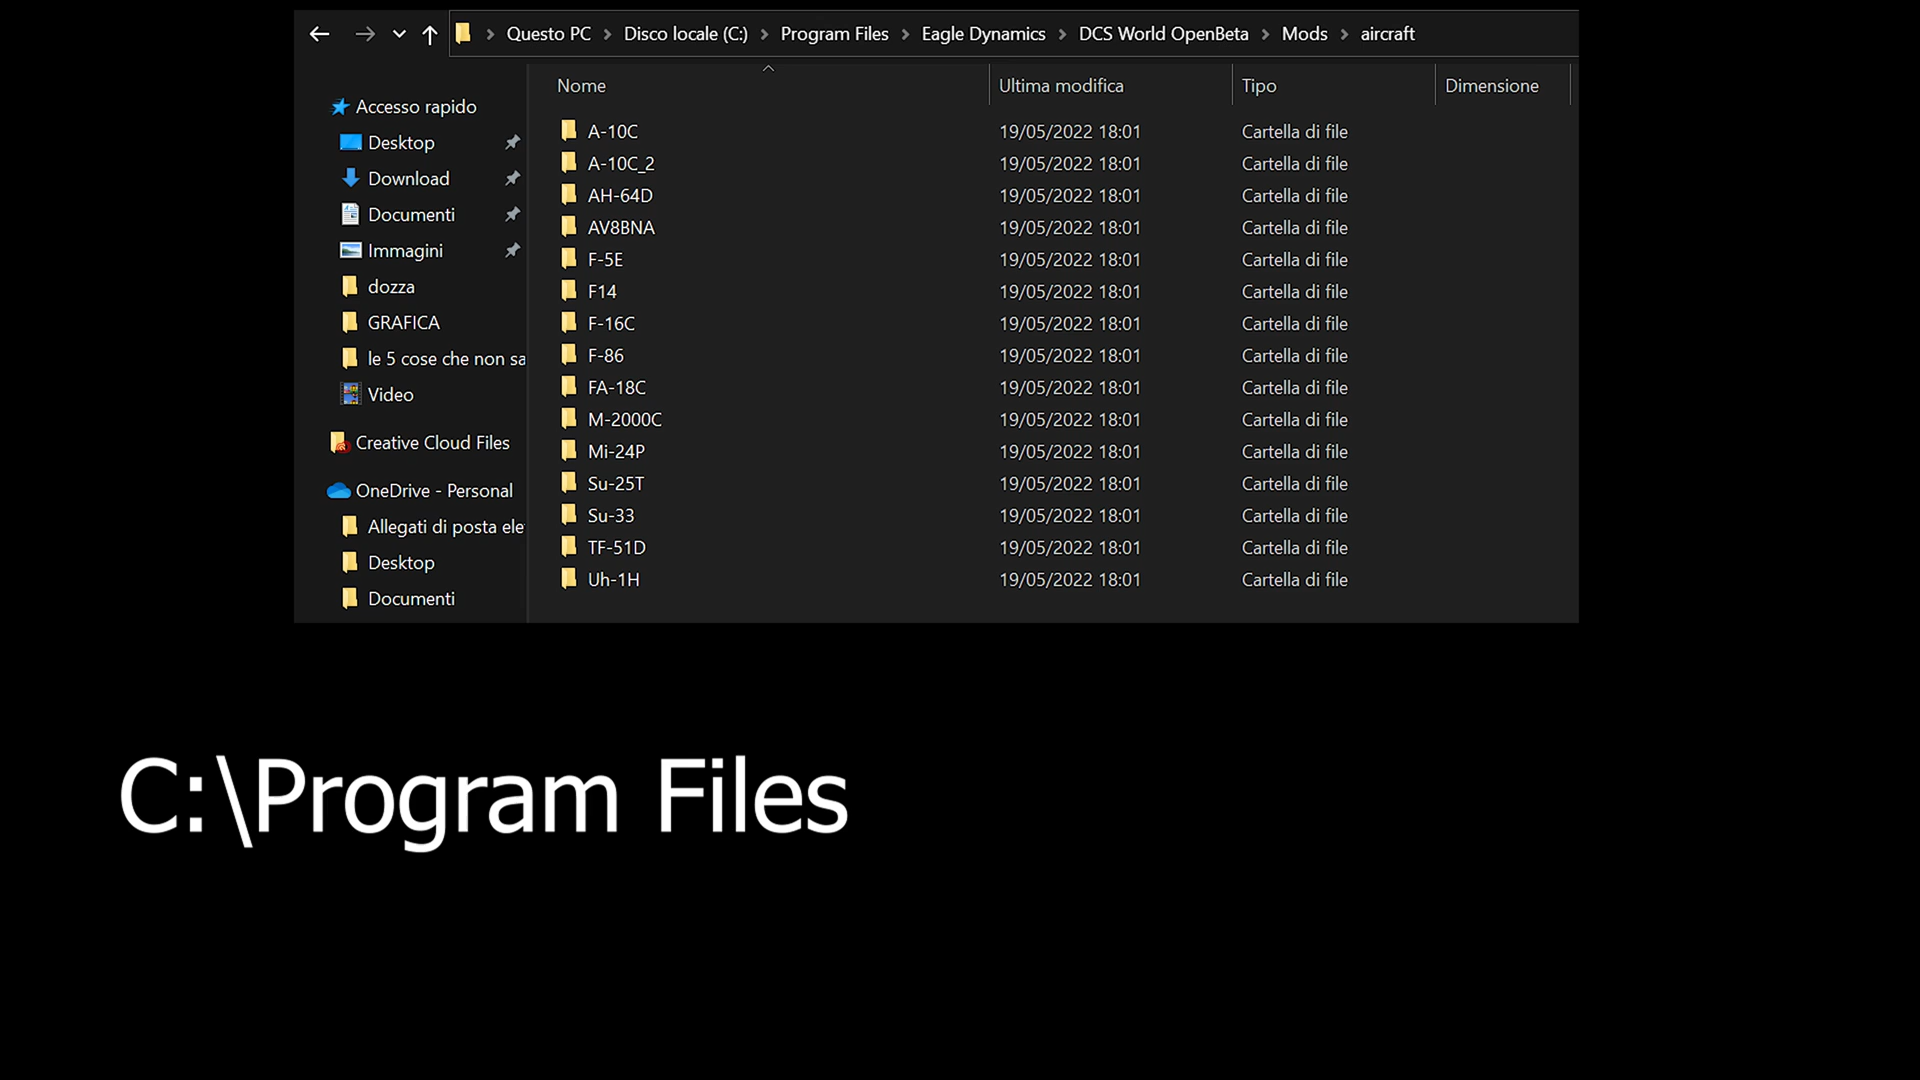 Questo PC > Disco locale (C:) > Program Files > Eagle Dynamics > DCS World OpenBeta > Mods > aircraft
Nome Ultima modifica Tipo Dimensione
Accesso rapido
Desktop
Download
Documenti
Immagini
dozza
GRAFICA
le 5 cose che non sa
Video
Creative Cloud Files
OneDrive - Personal
Allegati di posta ele
Desktop
Documenti
A-10C 19/05/2022 18:01 Cartella di file
A-10C_2 19/05/2022 18:01 Cartella di file
AH-64D 19/05/2022 18:01 Cartella di file
AV8BNA 19/05/2022 18:01 Cartella di file
F-5E 19/05/2022 18:01 Cartella di file
F14 19/05/2022 18:01 Cartella di file
F-16C 19/05/2022 18:01 Cartella di file
F-86 19/05/2022 18:01 Cartella di file
FA-18C 19/05/2022 18:01 Cartella di file
M-2000C 19/05/2022 18:01 Cartella di file
Mi-24P 19/05/2022 18:01 Cartella di file
Su-25T 19/05/2022 18:01 Cartella di file
Su-33 19/05/2022 18:01 Cartella di file
TF-51D 19/05/2022 18:01 Cartella di file
Uh-1H 19/05/2022 18:01 Cartella di file
C:\Program Files